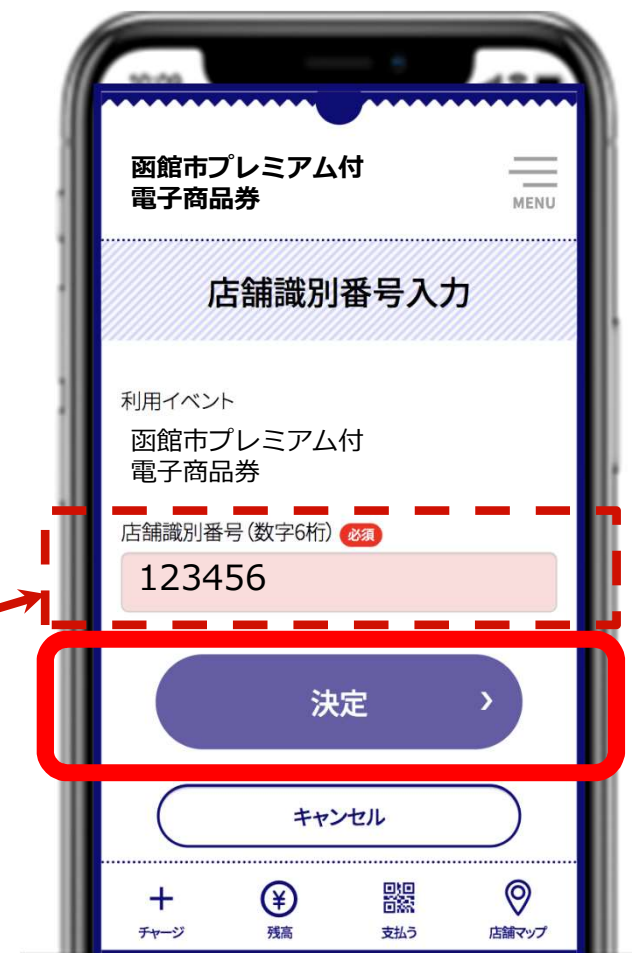 函館市プレミアム付
電子商品券
MENU
店舗識別番号入力
利用イベント
函館市プレミアム付
電子商品券
店舗識別番号(数字6桁) 必須
123456
決定
キャンセル
チャージ 残高 支払う 店舗マップ